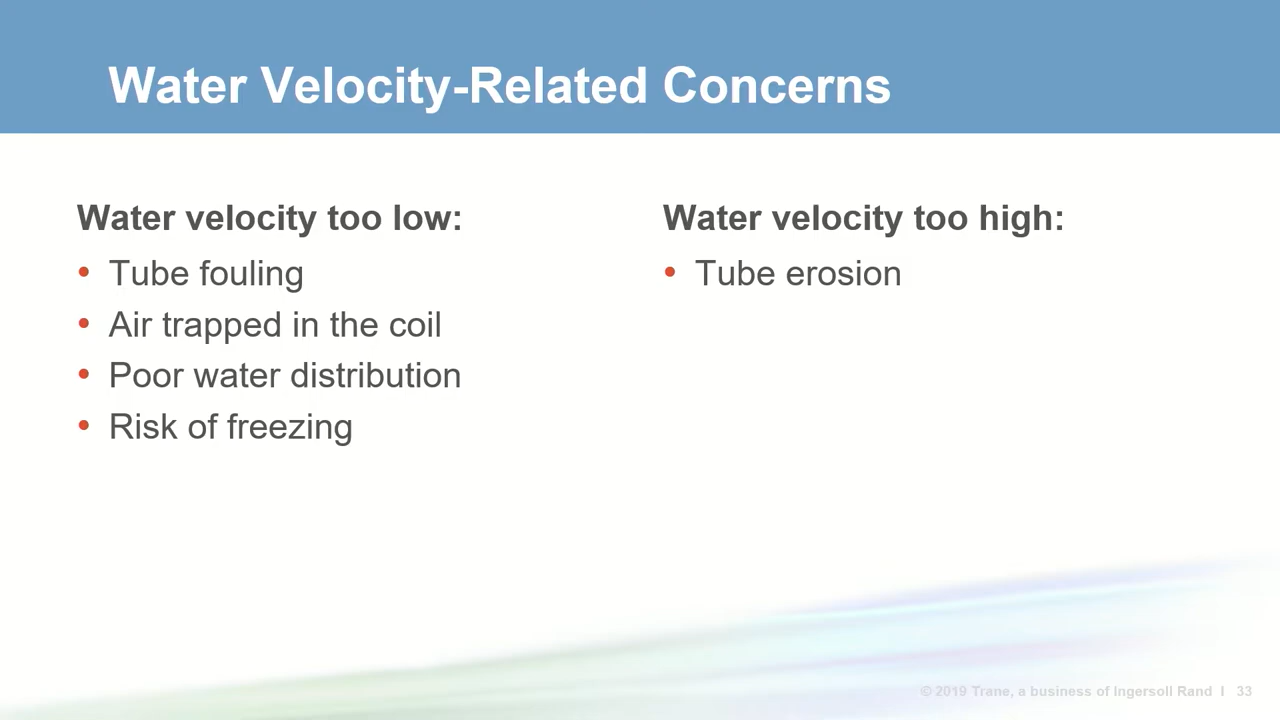 Water Velocity-Related Concerns
Water velocity too low:
• Tube fouling
• Air trapped in the coil
• Poor water distribution
• Risk of freezing
Water velocity too high:
• Tube erosion
© 2019 Trane, a business of Ingersoll Rand I 33